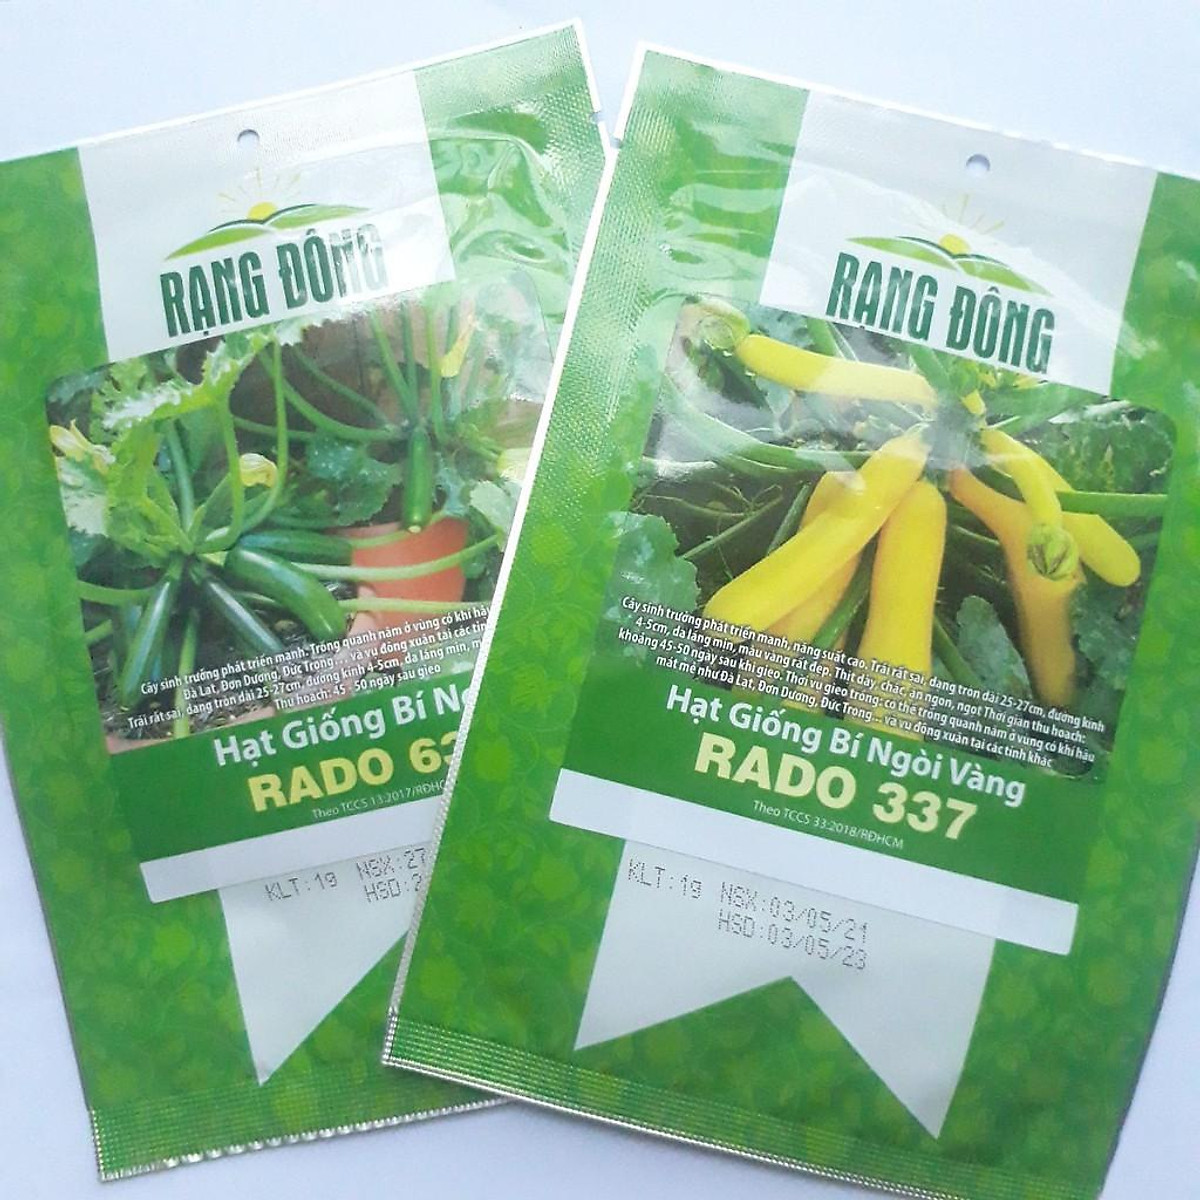 RẠNG ĐÔNG
Cây sinh trưởng phát triển mạnh. Trồng quanh năm ở vùng có khí hậu
Đà Lạt, Đơn Dương, Đức Trọng... và vụ đông xuân tại các tỉnh
Trái rất sai, dạng tròn dài 25-27cm, đường kính 4-5cm, da láng mịn,
Thu hoạch: 45 - 50 ngày sau gieo
Hạt Giống Bí
RADO
Theo TCCS 13:2017/RĐHC
KLT:1g NSX:27
HSD:2
RẠNG ĐÔNG
Cây sinh trưởng phát triển mạnh, năng suất cao. Trái rất sai, dạng tròn dài 25-27cm, đường kính
4-5cm, da láng mịn, màu vàng rất đẹp. Thịt dày, chắc, ăn ngon, ngọt Thời gian thu hoạch:
khoảng 45-50 ngày sau khi gieo. Thời vụ gieo trồng: có thể trồng quanh năm ở vùng có khí hậu
mát mẻ như Đà Lạt, Đơn Dương, Đức Trong... và vụ đông xuân tại các tỉnh khác
Hạt Giống Bí Ngòi Vàng
RADO 337
Theo TCCS 33:2018/RĐHCM
KLT:1g NSX:03/05/21
HSD:03/05/23